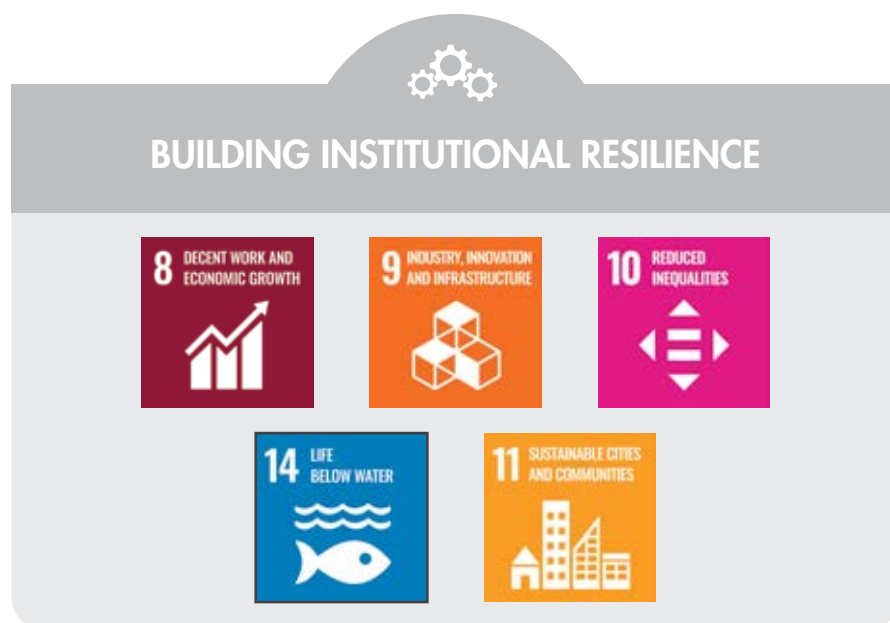 BUILDING INSTITUTIONAL RESILIENCE
8 DECENT WORK AND
ECONOMIC GROWTH
9 INDUSTRY, INNOVATION
AND INFRASTRUCTURE
10 REDUCED
INEQUALITIES
14 LIFE
BELOW WATER
11 SUSTAINABLE CITIES
AND COMMUNITIES